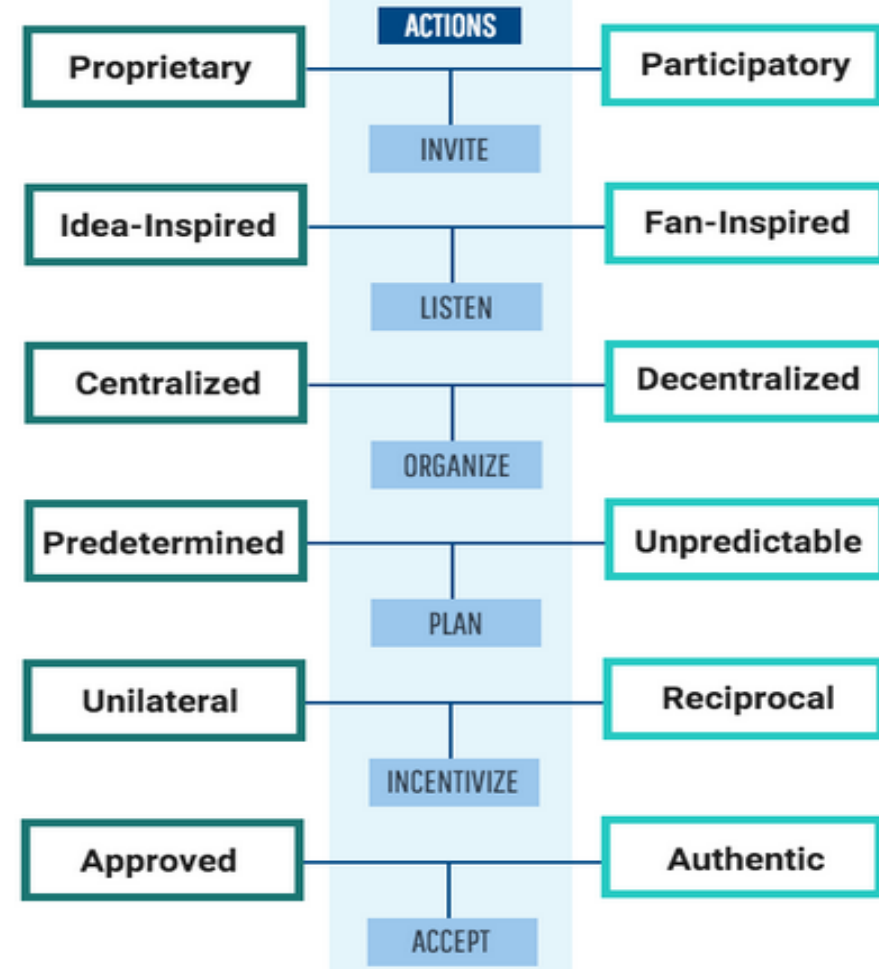 ACTIONS
Proprietary
Participatory
INVITE
Idea-Inspired
Fan-Inspired
LISTEN
Centralized
Decentralized
ORGANIZE
Predetermined
Unpredictable
PLAN
Unilateral
Reciprocal
INCENTIVIZE
Approved
Authentic
ACCEPT